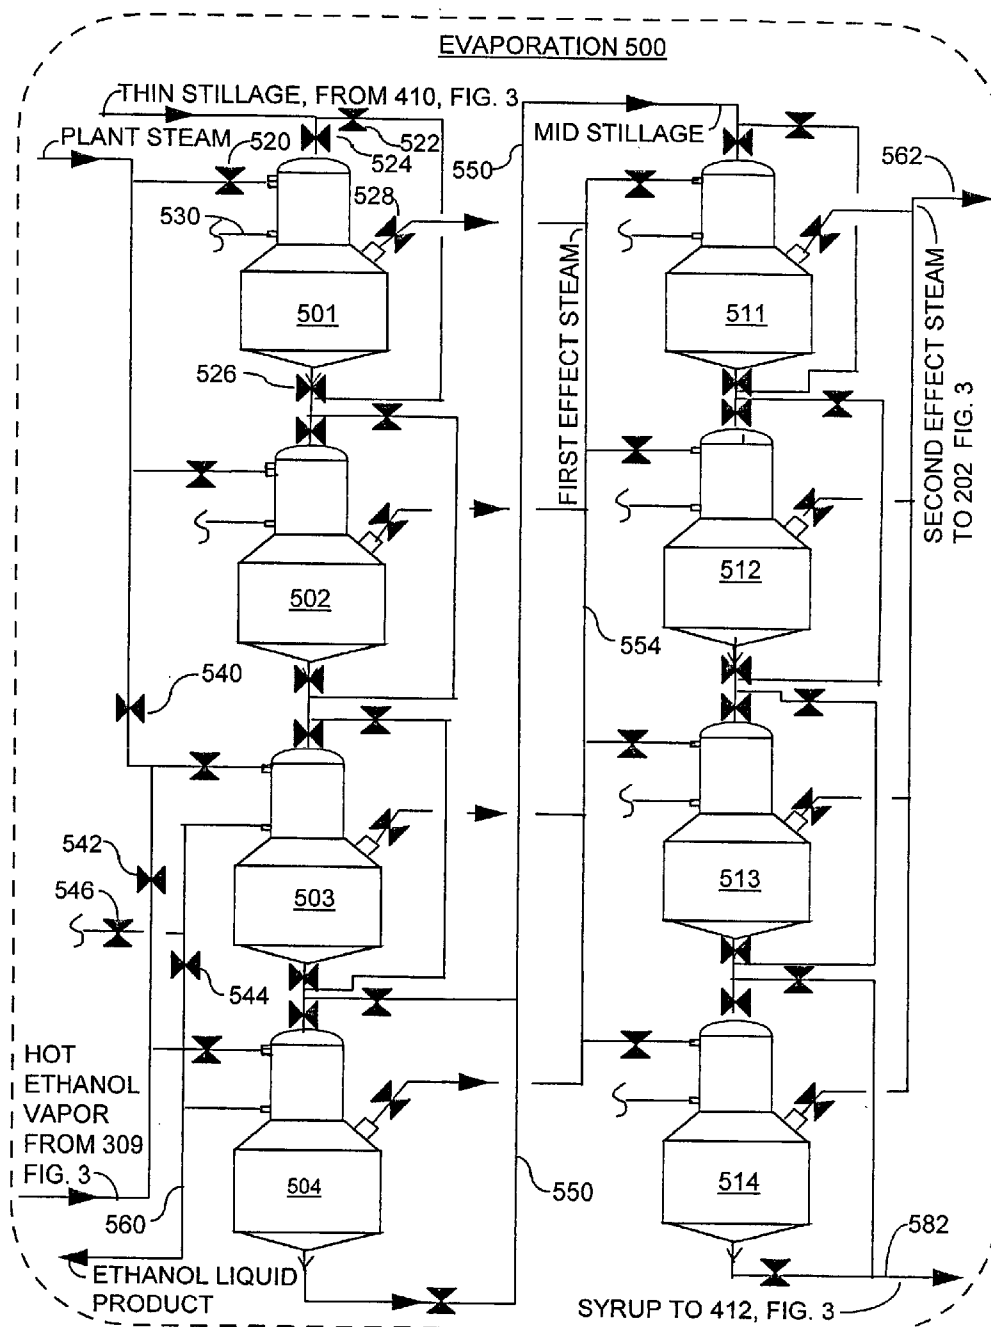 EVAPORATION 500
THIN STILLAGE, FROM 410, FIG. 3
PLANT STEAM
520
522
524
550
MID STILLAGE
562
530
528
501
511
526
FIRST EFFECT STEAM
SECOND EFFECT STEAM
TO 202 FIG. 3
502
512
554
540
542
546
503
513
544
HOT
ETHANOL
VAPOR
FROM 309
FIG. 3
504
514
550
560
582
ETHANOL LIQUID
PRODUCT
SYRUP TO 412, FIG. 3